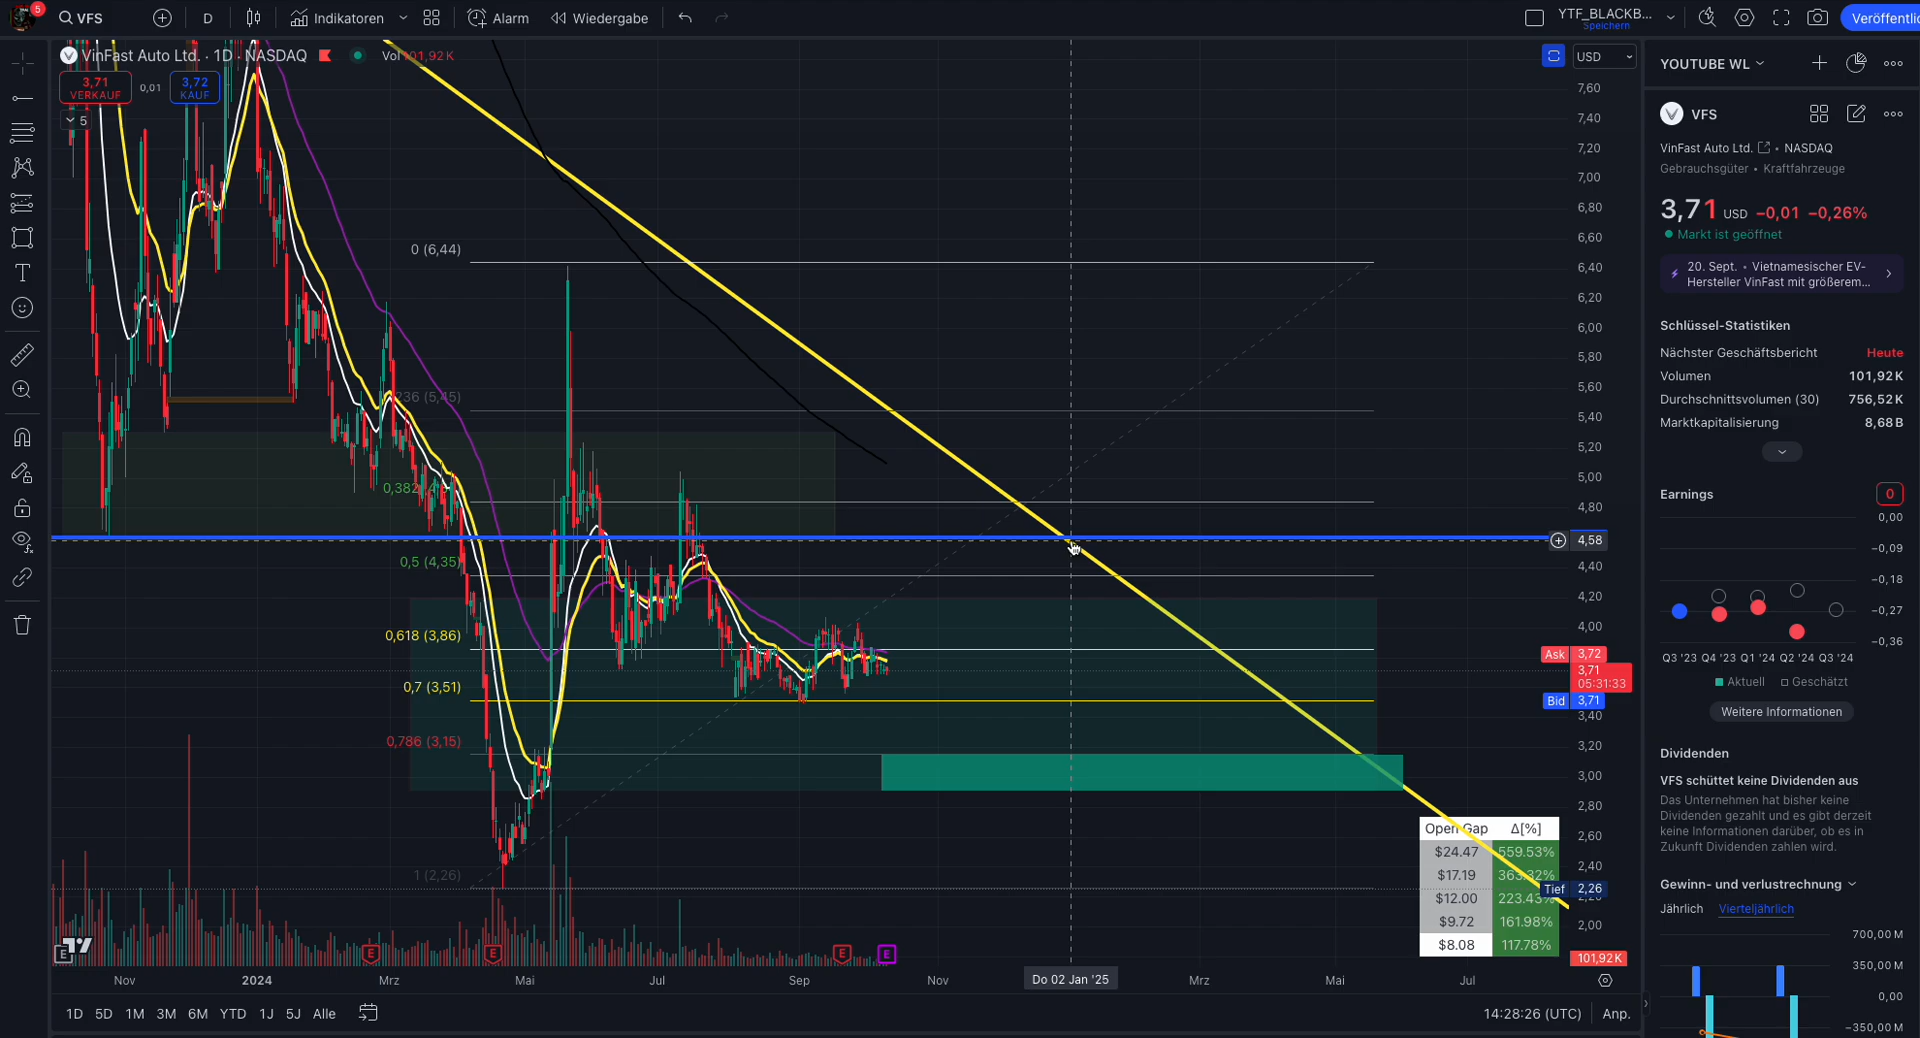 5
VFS
D
Indikatoren
Alarm
Wiedergabe
YTF_BLACKB...
Speichern
Veröffentlic
VinFast Auto Ltd. · 1D · NASDAQ
Vol 101,92 K
3,71
VERKAUF
0,01
3,72
KAUF
5
USD
7,60
7,40
7,20
7,00
6,80
6,60
6,40
6,20
6,00
5,80
5,60
5,40
5,20
5,00
4,80
4,58
4,40
4,20
4,00
Ask 3,72
3,71
05:31:33
Bid 3,71
3,40
3,20
3,00
2,80
2,60
2,40
Tief 2,26
2,20
2,00
101,92 K
0 (6,44)
236 (5,45)
0,382
0,5 (4,35)
0,618 (3,86)
0,7 (3,51)
0,786 (3,15)
1 (2,26)
Open Gap Δ[%]
$24.47 559.53%
$17.19 363.32%
$12.00 223.43%
$9.72 161.98%
$8.08 117.78%
E E E E E
Nov 2024 Mrz Mai Jul Sep Nov Do 02 Jan '25 Mrz Mai Jul
1D 5D 1M 3M 6M YTD 1J 5J Alle
14:28:26 (UTC) Anp.
YOUTUBE WL
VFS
VinFast Auto Ltd. • NASDAQ
Gebrauchsgüter • Kraftfahrzeuge
3,71 USD −0,01 −0,26%
Markt ist geöffnet
20. Sept. • Vietnamesischer EV-
Hersteller VinFast mit größerem...
Schlüssel-Statistiken
Nächster Geschäftsbericht Heute
Volumen 101,92 K
Durchschnittsvolumen (30) 756,52 K
Marktkapitalisierung 8,68 B
Earnings 0
0,00
−0,09
−0,18
−0,27
−0,36
Q3 '23 Q4 '23 Q1 '24 Q2 '24 Q3 '24
Aktuell Geschätzt
Weitere Informationen
Dividenden
VFS schüttet keine Dividenden aus
Das Unternehmen hat bisher keine
Dividenden gezahlt und es gibt derzeit
keine Informationen darüber, ob es in
Zukunft Dividenden zahlen wird.
Gewinn- und verlustrechnung
Jährlich Vierteljährlich
700,00 M
350,00 M
0,00
−350,00 M